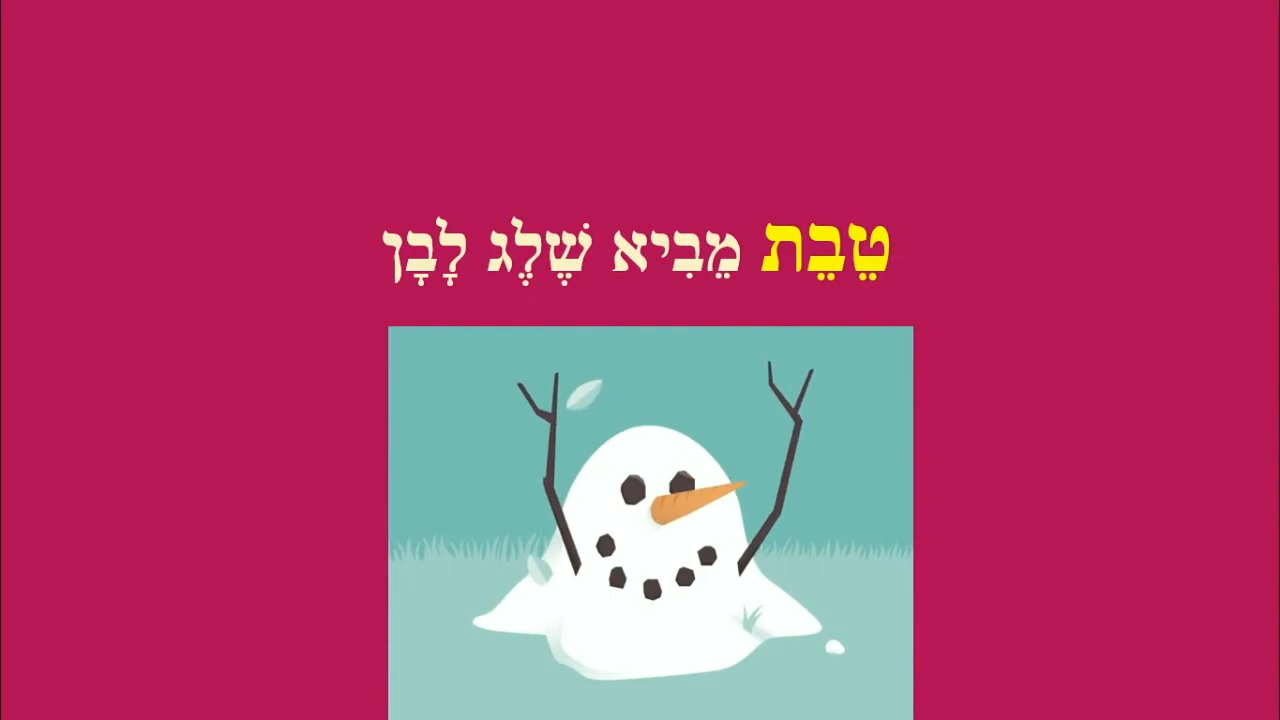 טֵבֵת מֵבִיא שֶׁלֶג לָבָן